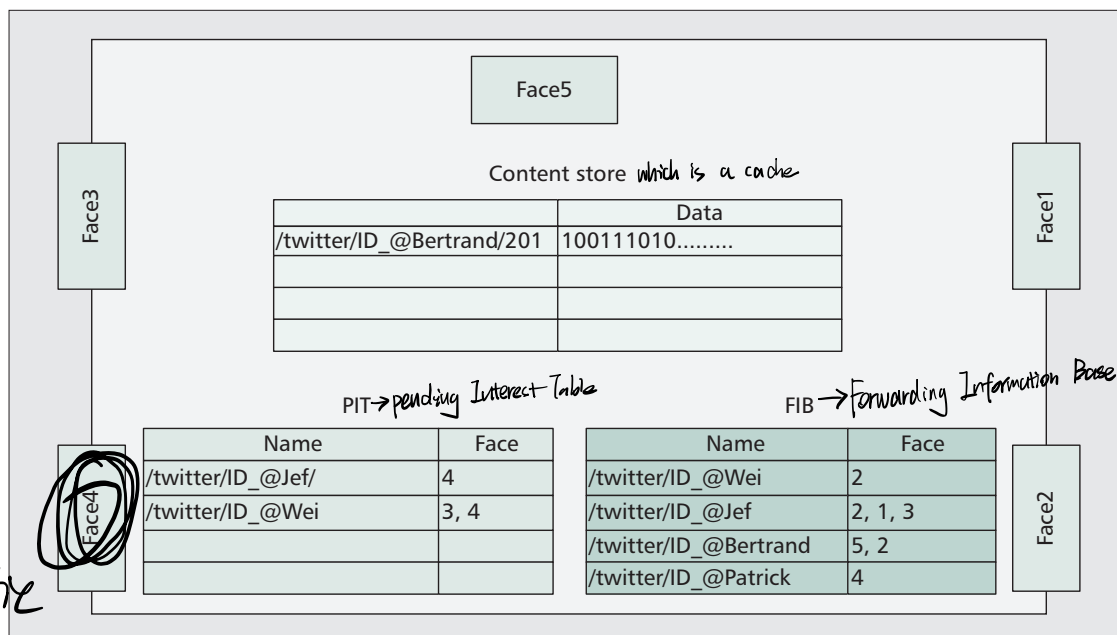 Face5
Content store which is a cache
Face3
Face1
Data
/twitter/ID_@Bertrand/201 100111010.........
PIT→pending Interest Table
FIB→Forwarding Information Base
Name Face
/twitter/ID_@Jef/ 4
/twitter/ID_@Wei 3, 4
Name Face
/twitter/ID_@Wei 2
/twitter/ID_@Jef 2, 1, 3
/twitter/ID_@Bertrand 5, 2
/twitter/ID_@Patrick 4
Face4
Face2